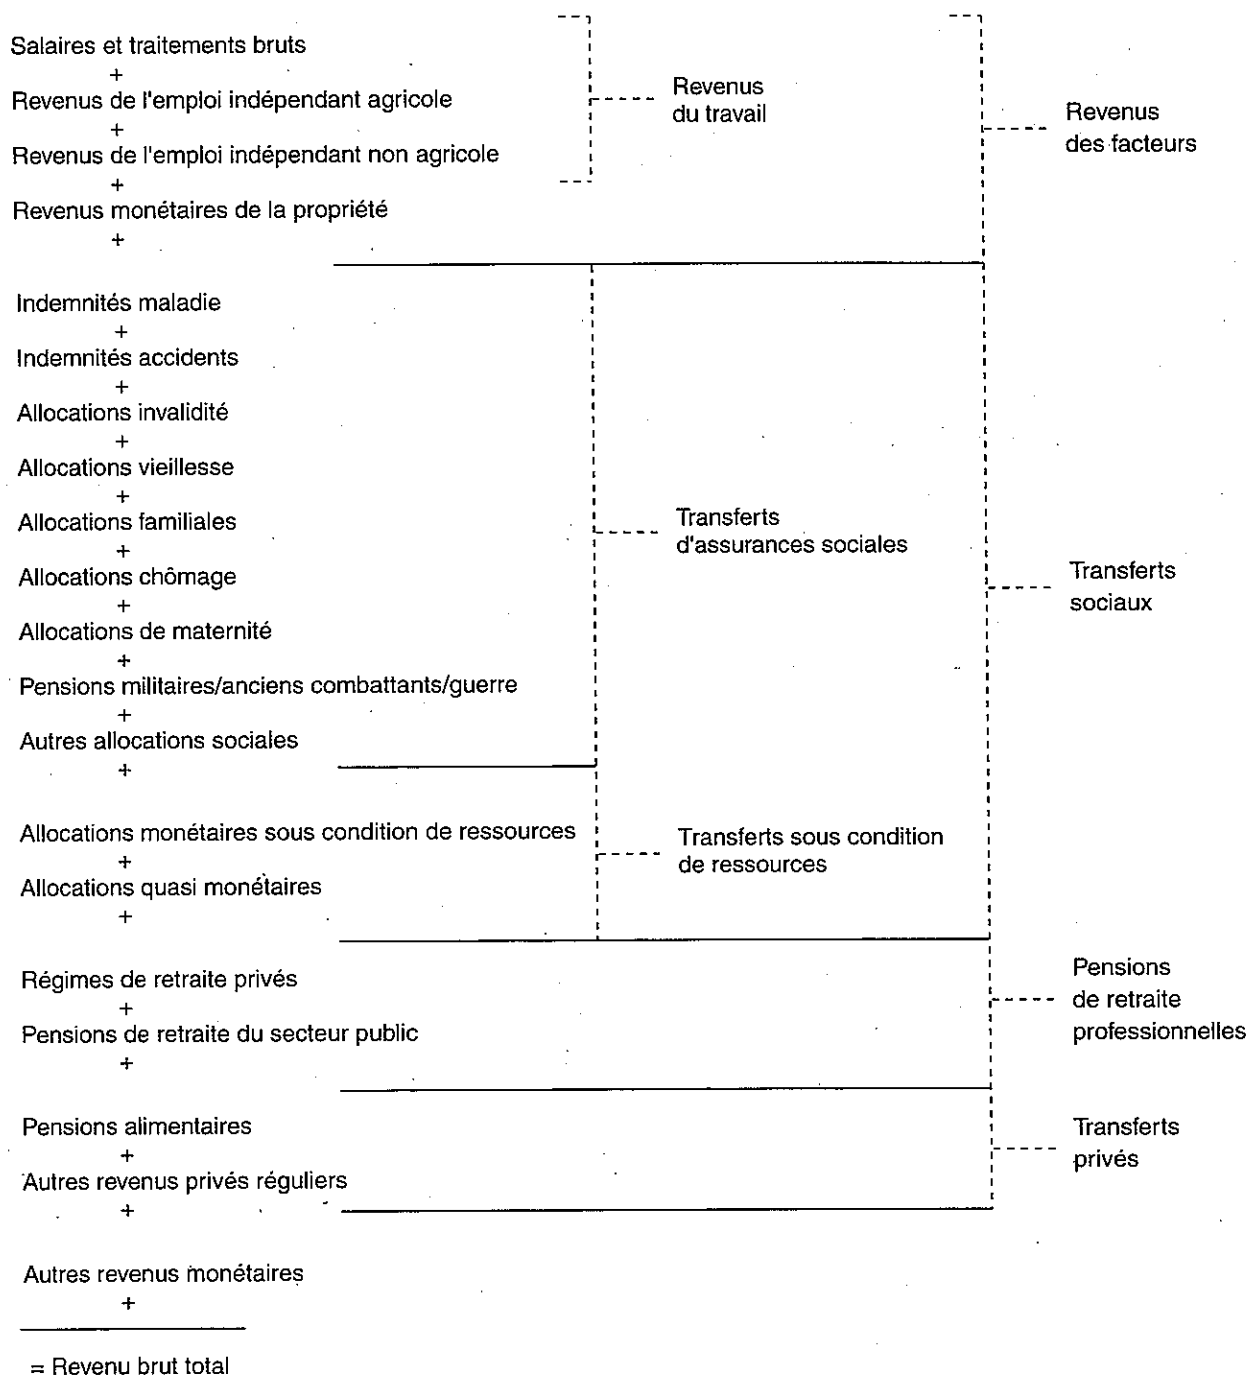 Salaires et traitements bruts
+
Revenus de l'emploi indépendant agricole
+
Revenus de l'emploi indépendant non agricole
+
Revenus monétaires de la propriété
+
Revenus
du travail
Revenus
des facteurs
Indemnités maladie
+
Indemnités accidents
+
Allocations invalidité
+
Allocations vieillesse
+
Allocations familiales
+
Allocations chômage
+
Allocations de maternité
+
Pensions militaires/anciens combattants/guerre
+
Autres allocations sociales
+
Transferts
d'assurances sociales
Transferts
sociaux
Allocations monétaires sous condition de ressources
+
Allocations quasi monétaires
+
Transferts sous condition
de ressources
Régimes de retraite privés
+
Pensions de retraite du secteur public
+
Pensions
de retraite
professionnelles
Pensions alimentaires
+
Autres revenus privés réguliers
+
Transferts
privés
Autres revenus monétaires
+
= Revenu brut total